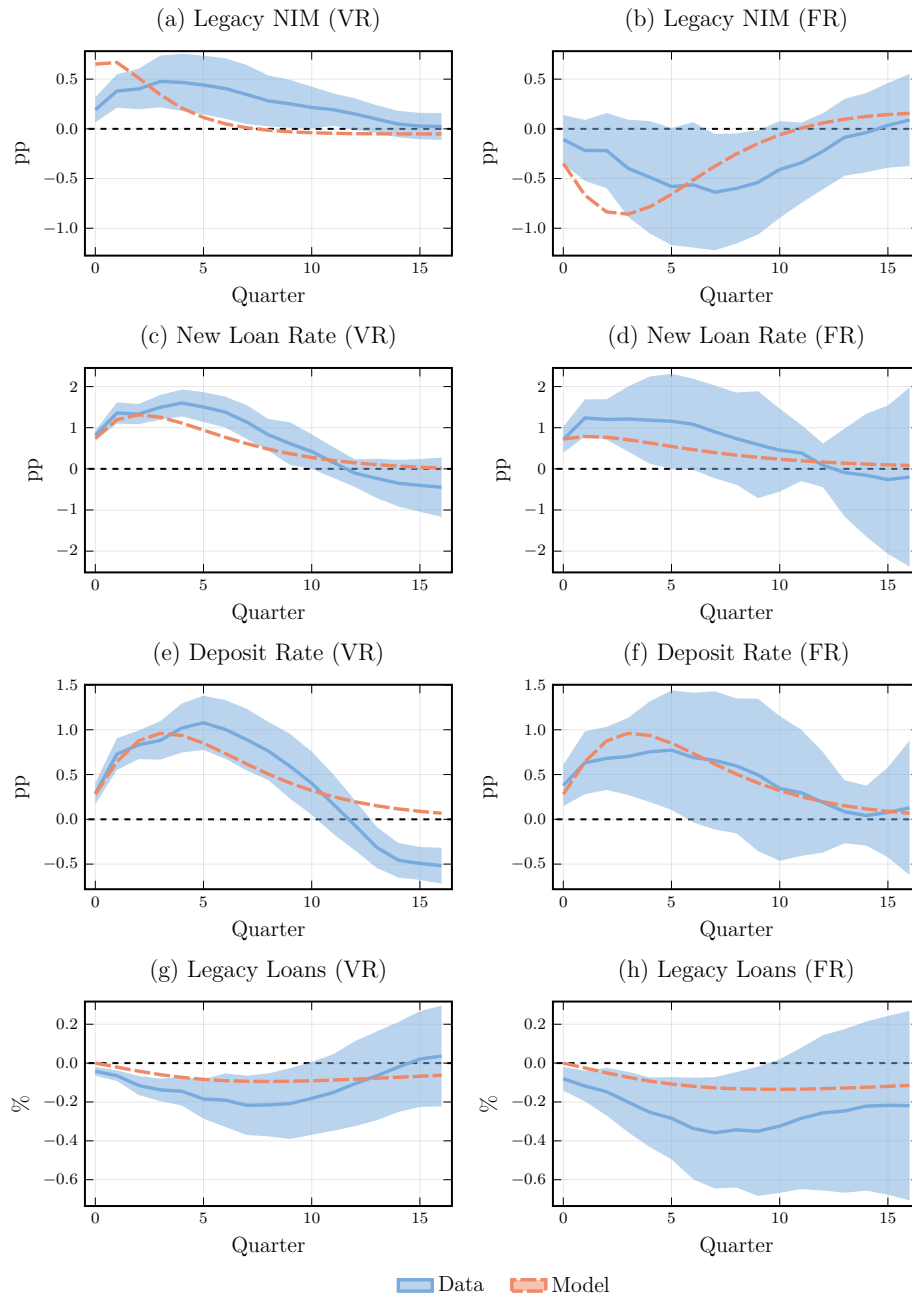 (a) Legacy NIM (VR)
(b) Legacy NIM (FR)
0.5
0.0
−0.5
−1.0
pp
0 5 10 15
Quarter
0.5
0.0
−0.5
−1.0
pp
0 5 10 15
Quarter
(c) New Loan Rate (VR)
(d) New Loan Rate (FR)
2
1
0
−1
−2
pp
0 5 10 15
Quarter
2
1
0
−1
−2
pp
0 5 10 15
Quarter
(e) Deposit Rate (VR)
(f) Deposit Rate (FR)
1.5
1.0
0.5
0.0
−0.5
pp
0 5 10 15
Quarter
1.5
1.0
0.5
0.0
−0.5
pp
0 5 10 15
Quarter
(g) Legacy Loans (VR)
(h) Legacy Loans (FR)
0.2
0.0
−0.2
−0.4
−0.6
%
0 5 10 15
Quarter
0.2
0.0
−0.2
−0.4
−0.6
%
0 5 10 15
Quarter
Data Model